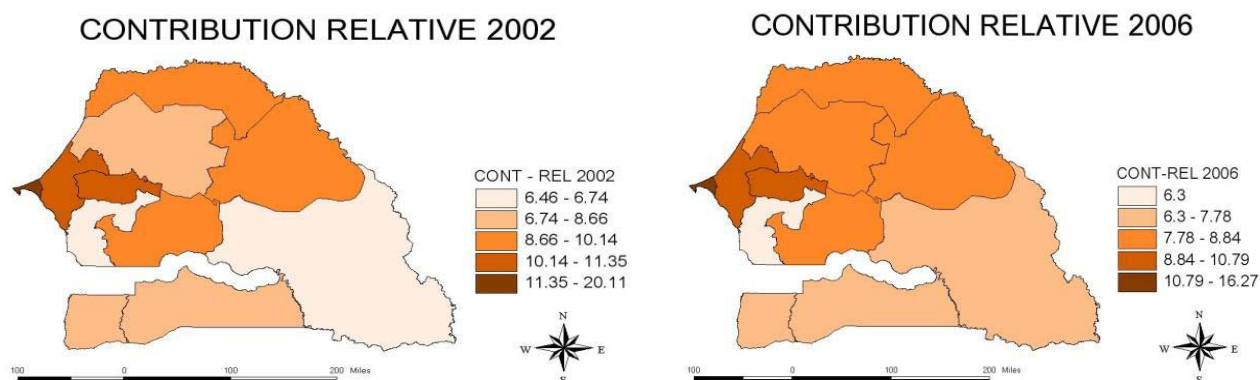 CONTRIBUTION RELATIVE 2002
CONT - REL 2002
6.46 - 6.74
6.74 - 8.66
8.66 - 10.14
10.14 - 11.35
11.35 - 20.11
N
W E
S
100 0 100 200 Miles
CONTRIBUTION RELATIVE 2006
CONT-REL 2006
6.3
6.3 - 7.78
7.78 - 8.84
8.84 - 10.79
10.79 - 16.27
N
W E
S
100 0 100 200 Miles